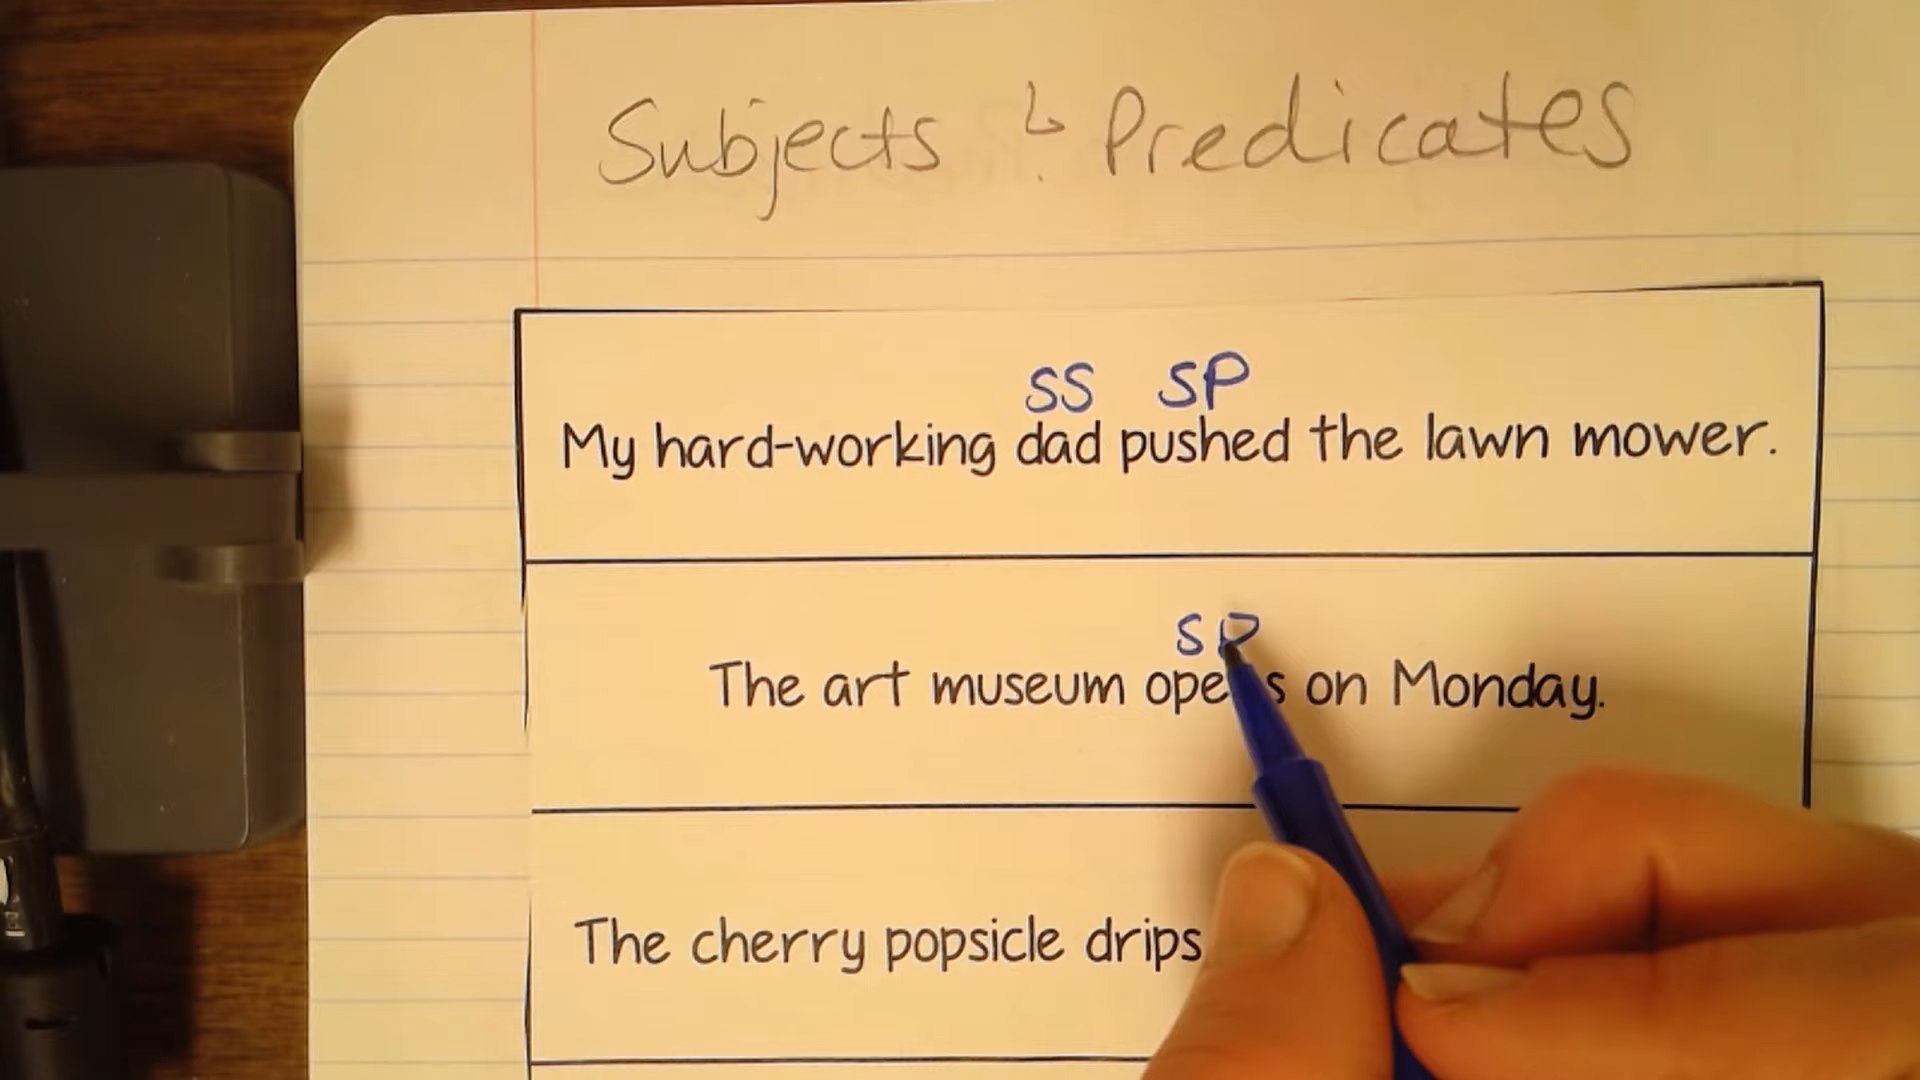 Subjects & Predicates
SS SP
My hard-working dad pushed the lawn mower.
SP
The art museum opens on Monday.
The cherry popsicle drips